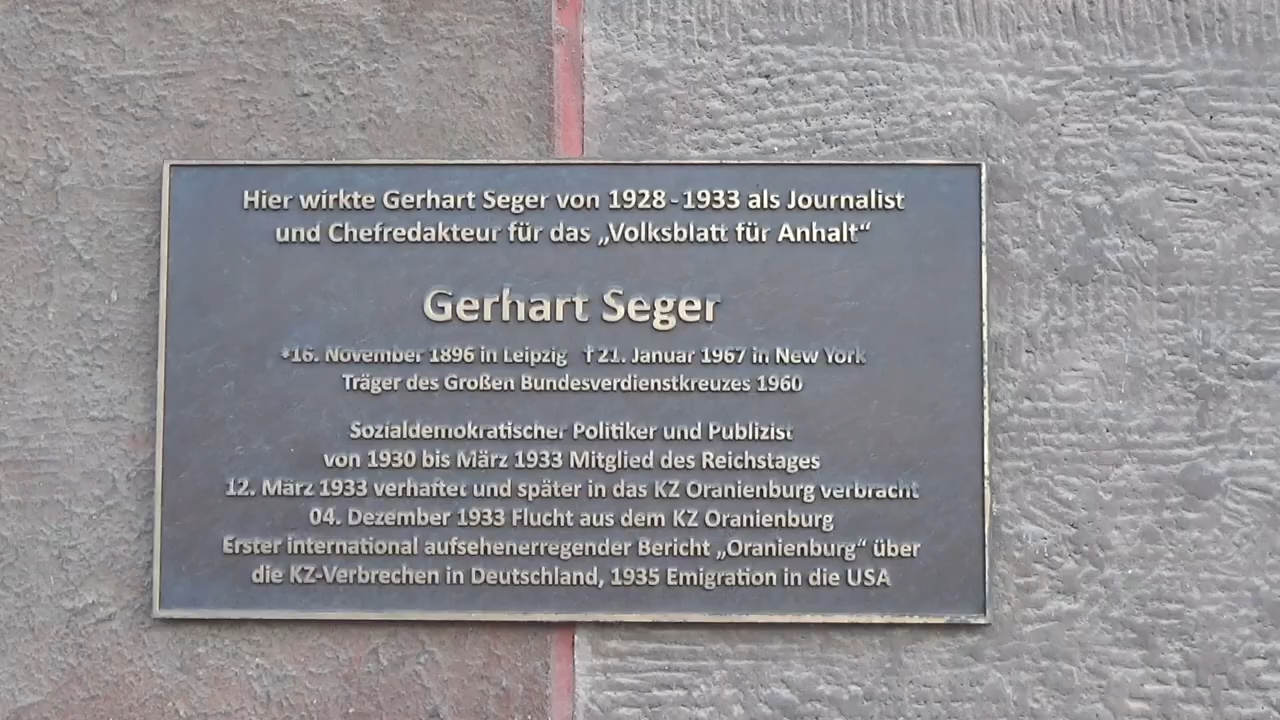 Hier wirkte Gerhart Seger von 1928 - 1933 als Journalist
und Chefredakteur für das „Volksblatt für Anhalt“
Gerhart Seger
*16. November 1896 in Leipzig †21. Januar 1967 in New York
Träger des Großen Bundesverdienstkreuzes 1960
Sozialdemokratischer Politiker und Publizist
von 1930 bis März 1933 Mitglied des Reichstages
12. März 1933 verhaftet und später in das KZ Oranienburg verbracht
04. Dezember 1933 Flucht aus dem KZ Oranienburg
Erster international aufsehenerregender Bericht „Oranienburg“ über
die KZ-Verbrechen in Deutschland, 1935 Emigration in die USA